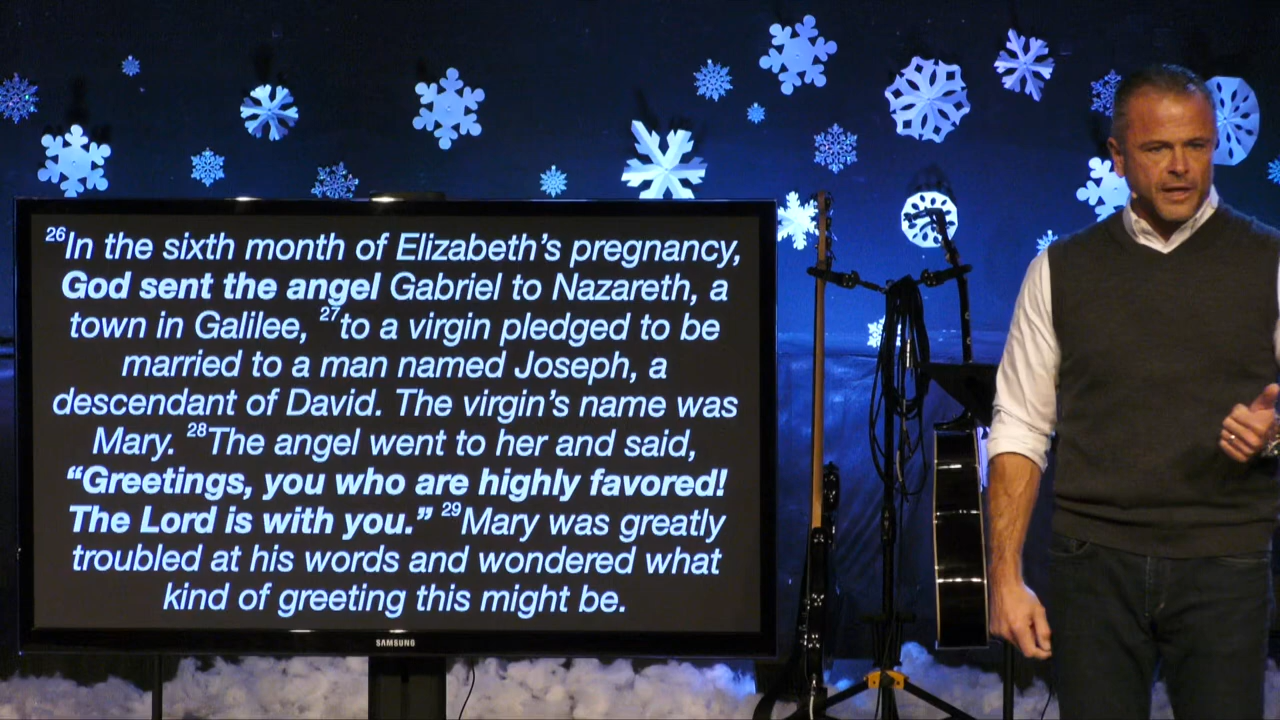 ²⁶In the sixth month of Elizabeth’s pregnancy,
God sent the angel Gabriel to Nazareth, a
town in Galilee, ²⁷to a virgin pledged to be
married to a man named Joseph, a
descendant of David. The virgin’s name was
Mary. ²⁸The angel went to her and said,
“Greetings, you who are highly favored!
The Lord is with you.” ²⁹Mary was greatly
troubled at his words and wondered what
kind of greeting this might be.
SAMSUNG